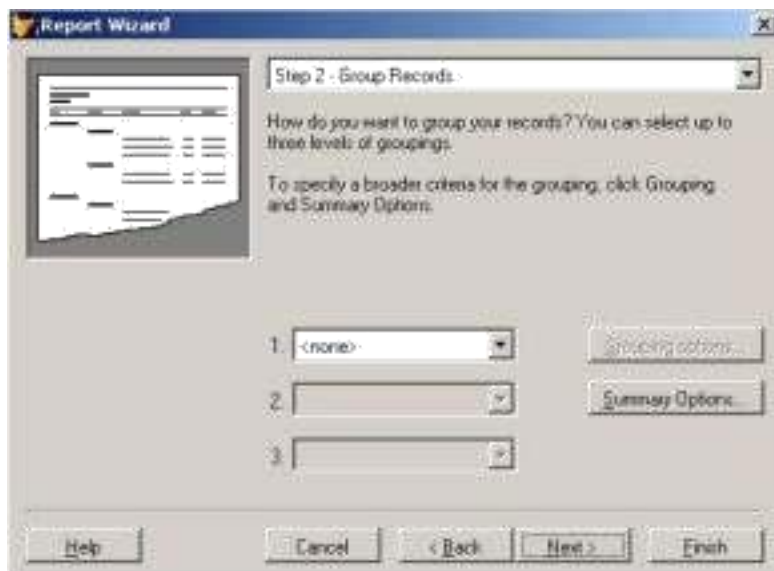 Report Wizard
Step 2 - Group Records
How do you want to group your records? You can select up to
three levels of groupings.
To specify a broader criteria for the grouping, click Grouping
and Summary Options.
1. <none>
Grouping options...
2.
Summary Options...
3.
Help
Cancel
< Back
Next >
Finish